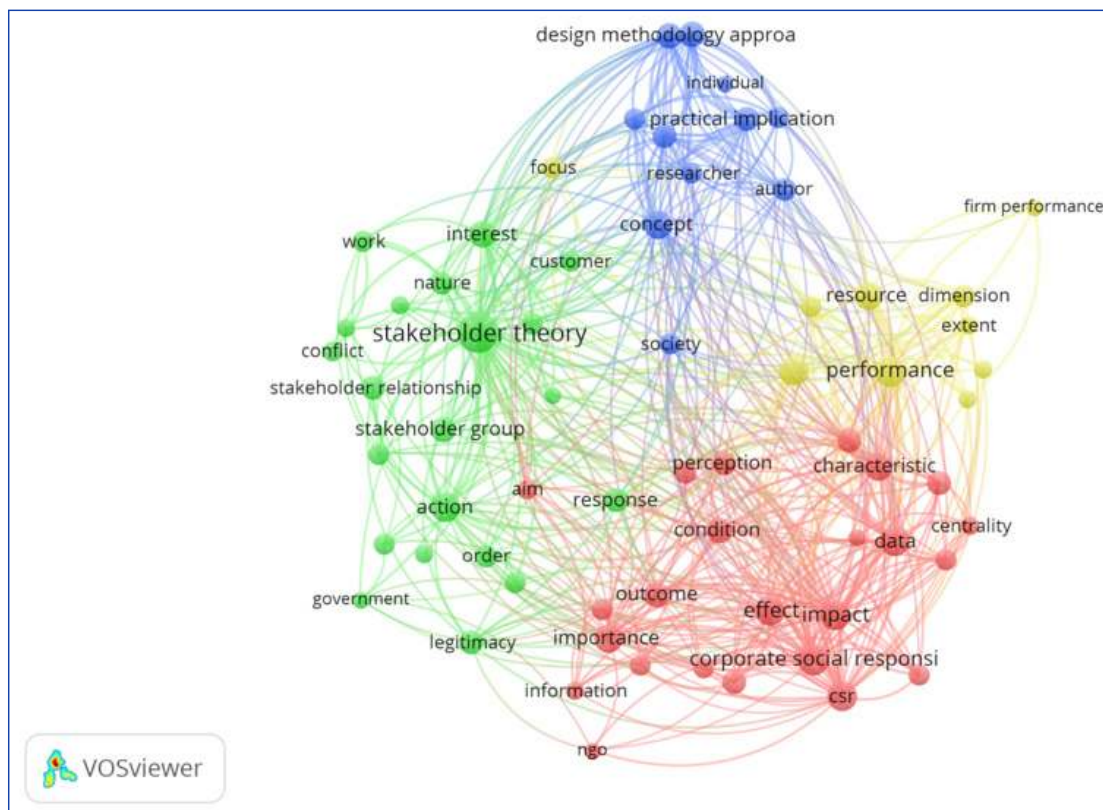 design methodology approa
individual
practical implication
focus
researcher
author
firm performance
concept
work
interest
customer
nature
resource
dimension
extent
stakeholder theory
society
conflict
performance
stakeholder relationship
stakeholder group
perception
characteristic
aim
response
action
condition
centrality
data
order
outcome
government
effect
impact
legitimacy
importance
corporate social responsi
information
csr
ngo
VOSviewer